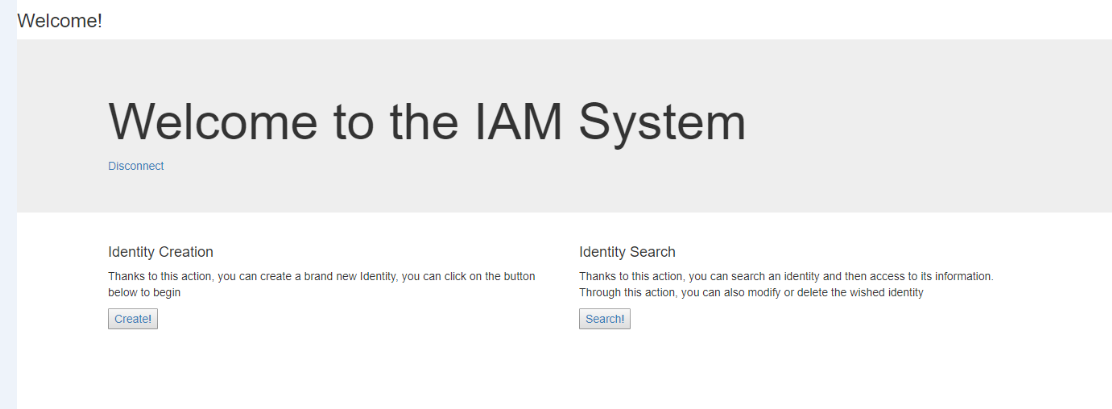 Welcome!
Welcome to the IAM System
Disconnect
Identity Creation
Thanks to this action, you can create a brand new Identity, you can click on the button
below to begin
Create!
Identity Search
Thanks to this action, you can search an identity and then access to its information.
Through this action, you can also modify or delete the wished identity
Search!